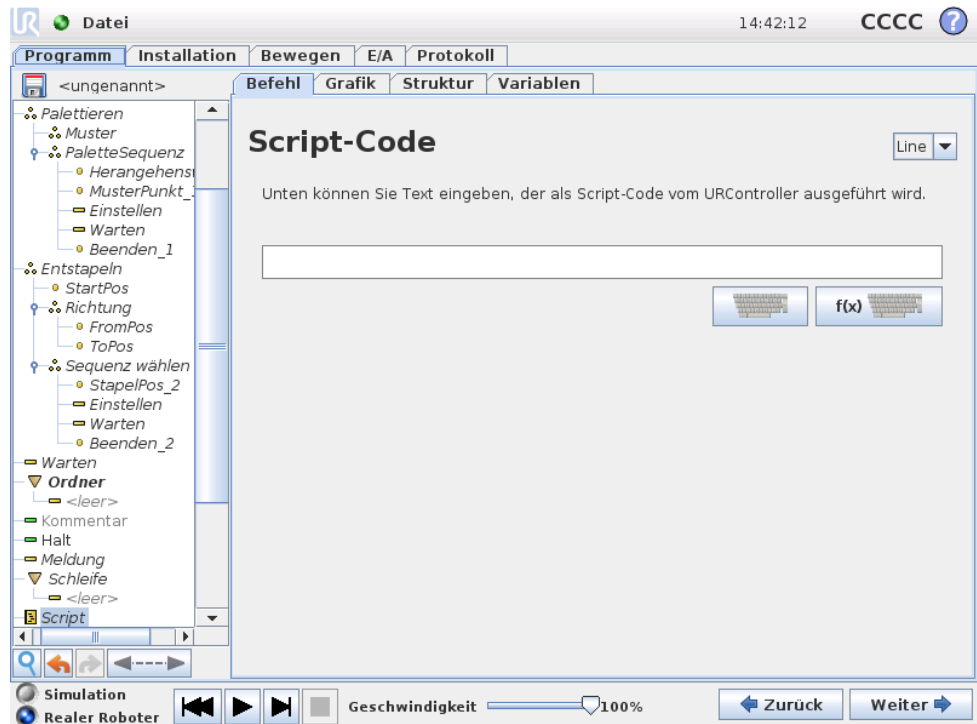 UR Datei 14:42:12 CCCC ?
Programm Installation Bewegen E/A Protokoll
<ungenannt>
Befehl Grafik Struktur Variablen
Palettieren
Muster
PaletteSequenz
Herangehens
MusterPunkt_
Einstellen
Warten
Beenden_1
Entstapeln
StartPos
Richtung
FromPos
ToPos
Sequenz wählen
StapelPos_2
Einstellen
Warten
Beenden_2
Warten
Ordner
<leer>
Kommentar
Halt
Meldung
Schleife
<leer>
Script
Script-Code
Line
Unten können Sie Text eingeben, der als Script-Code vom URController ausgeführt wird.
f(x)
Simulation
Realer Roboter
Geschwindigkeit 100%
Zurück Weiter